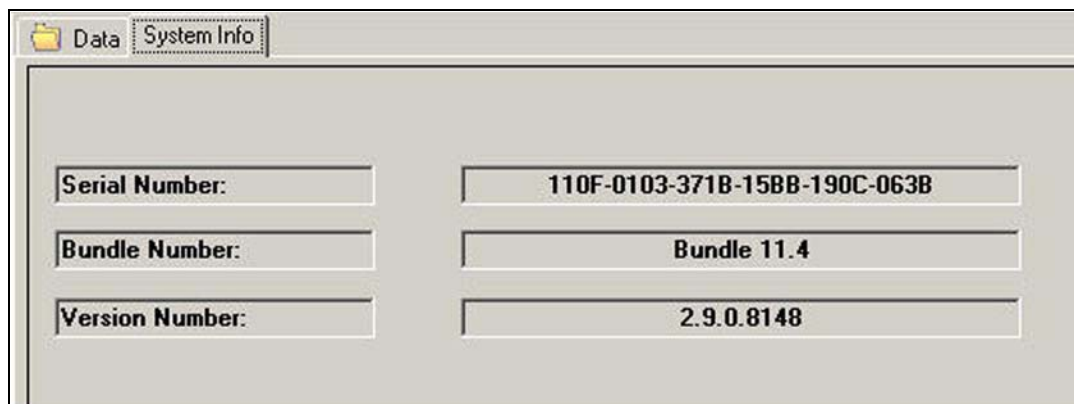 Data System Info
Serial Number: 110F-0103-371B-15BB-190C-063B
Bundle Number: Bundle 11.4
Version Number: 2.9.0.8148